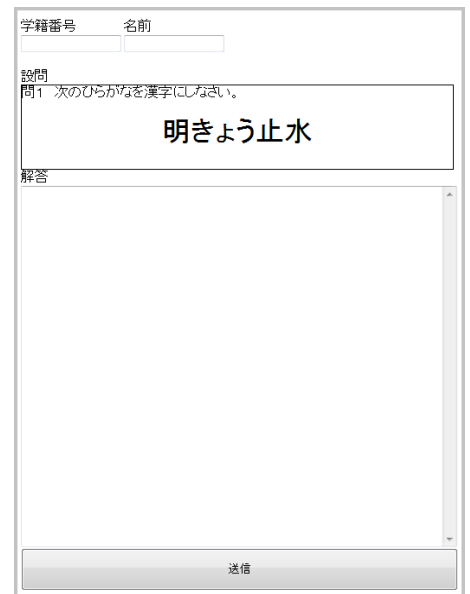 学籍番号 名前
設問
問1 次のひらがなを漢字にしなさい。
明きょう止水
解答
送信